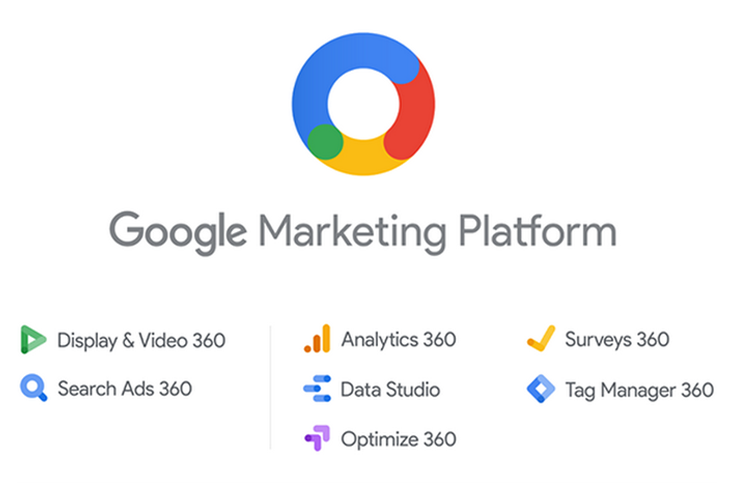 Google Marketing Platform
Display & Video 360
Search Ads 360
Analytics 360
Data Studio
Optimize 360
Surveys 360
Tag Manager 360